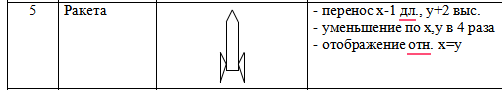 5 Ракета
- перенос x-1 дл., y+2 выс.
- уменьшение по x,y в 4 раза
- отображение отн. x=y